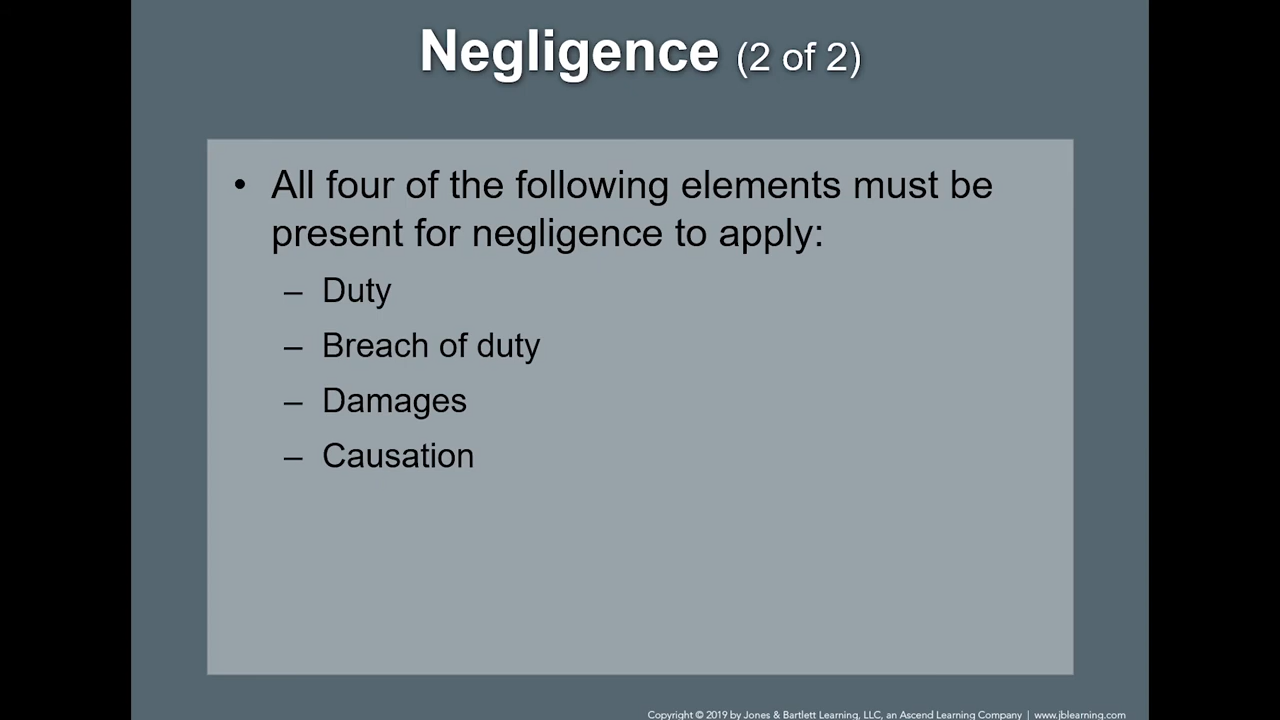 Negligence (2 of 2)
• All four of the following elements must be
present for negligence to apply:
– Duty
– Breach of duty
– Damages
– Causation
Copyright © 2019 by Jones & Bartlett Learning, LLC, an Ascend Learning Company | www.jblearning.com